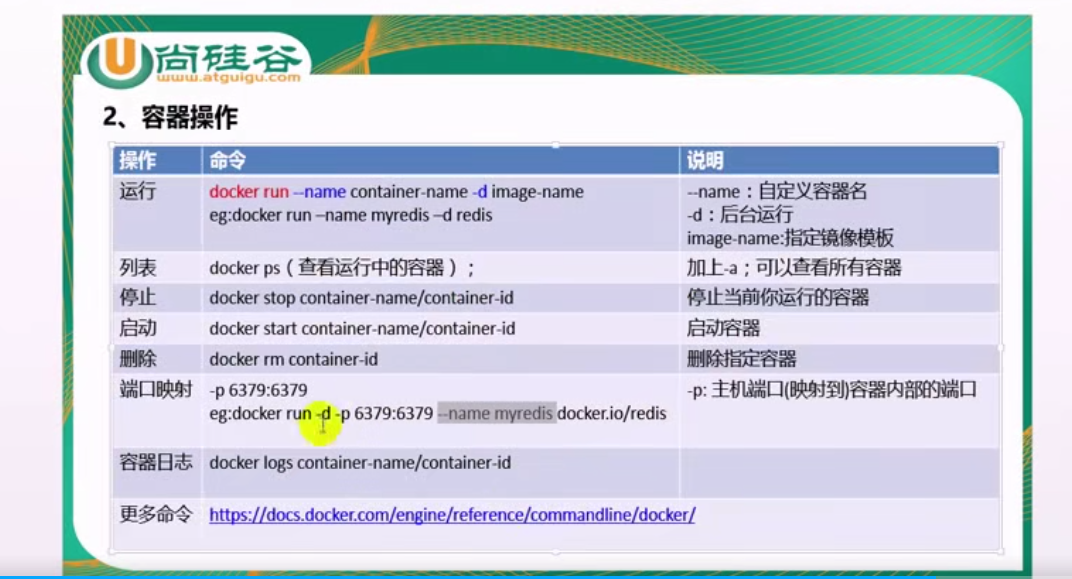 尚硅谷
www.atguigu.com
2、容器操作
操作 命令 说明
运行 docker run --name container-name -d image-name --name：自定义容器名
eg:docker run –name myredis –d redis -d：后台运行
image-name:指定镜像模板
列表 docker ps（查看运行中的容器）； 加上-a；可以查看所有容器
停止 docker stop container-name/container-id 停止当前你运行的容器
启动 docker start container-name/container-id 启动容器
删除 docker rm container-id 删除指定容器
端口映射 -p 6379:6379 -p: 主机端口(映射到)容器内部的端口
eg:docker run -d -p 6379:6379 --name myredis docker.io/redis
容器日志 docker logs container-name/container-id
更多命令 https://docs.docker.com/engine/reference/commandline/docker/